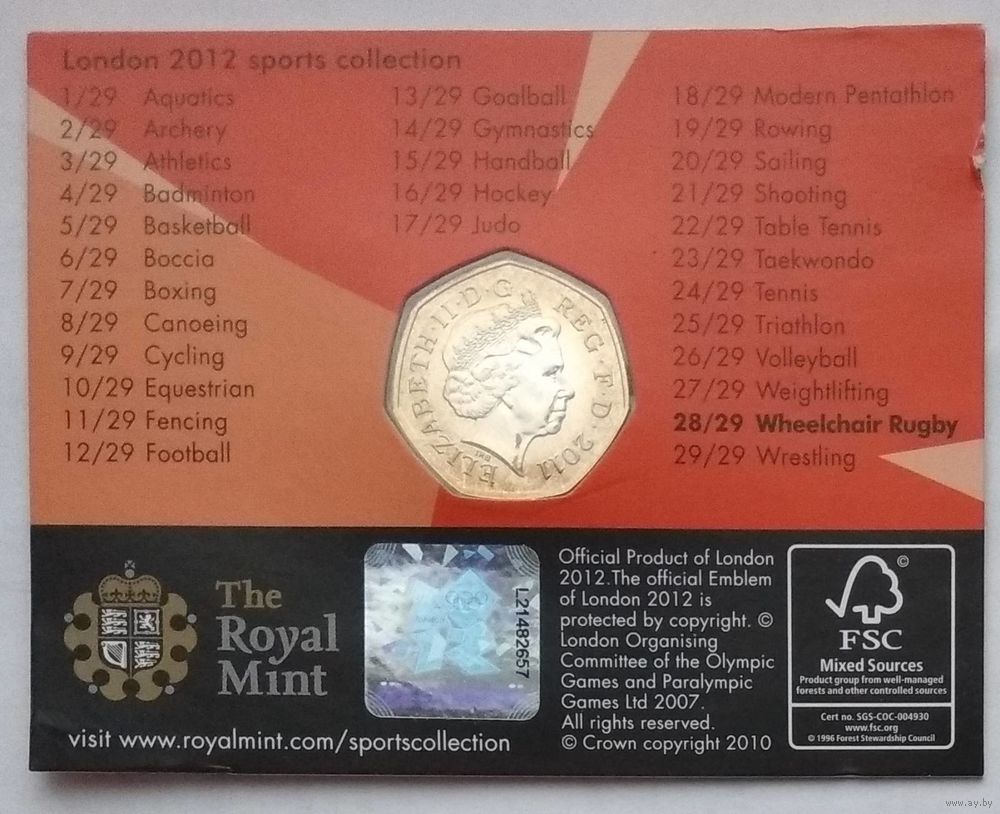 London 2012 sports collection
1/29 Aquatics
2/29 Archery
3/29 Athletics
4/29 Badminton
5/29 Basketball
6/29 Boccia
7/29 Boxing
8/29 Canoeing
9/29 Cycling
10/29 Equestrian
11/29 Fencing
12/29 Football
13/29 Goalball
14/29 Gymnastics
15/29 Handball
16/29 Hockey
17/29 Judo
18/29 Modern Pentathlon
19/29 Rowing
20/29 Sailing
21/29 Shooting
22/29 Table Tennis
23/29 Taekwondo
24/29 Tennis
25/29 Triathlon
26/29 Volleyball
27/29 Weightlifting
28/29 Wheelchair Rugby
29/29 Wrestling
ELIZABETH·II·D·G REG·F·D·2011
IRB
The
Royal
Mint
visit www.royalmint.com/sportscollection
L21482657
Official Product of London
2012.The official Emblem
of London 2012 is
protected by copyright. ©
London Organising
Committee of the Olympic
Games and Paralympic
Games Ltd 2007.
All rights reserved.
© Crown copyright 2010
©
FSC
Mixed Sources
Product group from well-managed
forests and other controlled sources
Cert no. SGS-COC-004930
www.fsc.org
© 1996 Forest Stewardship Council
www.ay.by